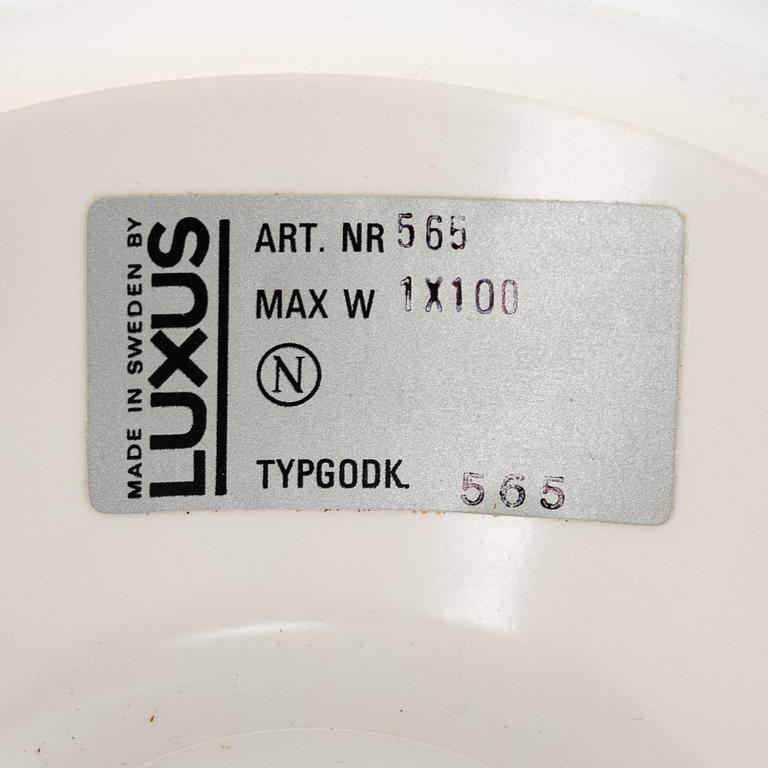 MADE IN SWEDEN BY
LUXUS
ART. NR 565
MAX W 1X100
N
TYPGODK. 565